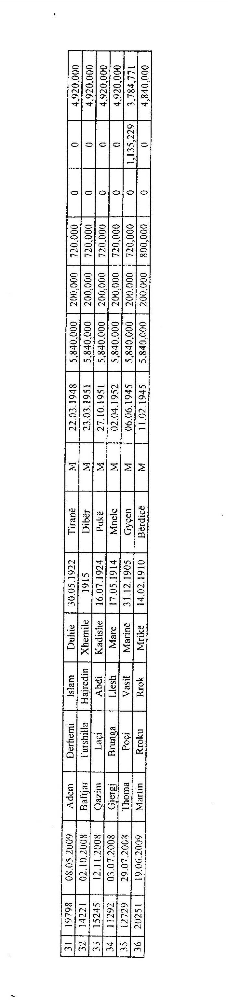 31 19798 08.05.2009 Adem Derhemi Islam Duhie 30.05.1922 Tiranë M 22.03.1948 5,840,000 200,000 720,000 0 0 4,920,000
32 14221 02.10.2008 Baftjar Turshilla Hajredin Xhemile 1915 Dibër M 23.03.1951 5,840,000 200,000 720,000 0 0 4,920,000
33 15245 12.11.2008 Qazim Laçi Abdi Kadishe 16.07.1924 Pukë M 27.10.1951 5,840,000 200,000 720,000 0 0 4,920,000
34 11292 03.07.2008 Gjergj Brunga Llesh Mare 17.05.1914 Mnele M 02.04.1952 5,840,000 200,000 720,000 0 0 4,920,000
35 12729 29.07.2008 Thoma Poçi Vasil Marinë 31.12.1905 Gyçen M 06.06.1945 5,840,000 200,000 720,000 0 1,135,229 3,784,771
36 20251 19.06.2009 Martin Rroku Rrok Mrikë 14.02.1910 Bërdicë M 11.02.1945 5,840,000 200,000 800,000 0 0 4,840,000